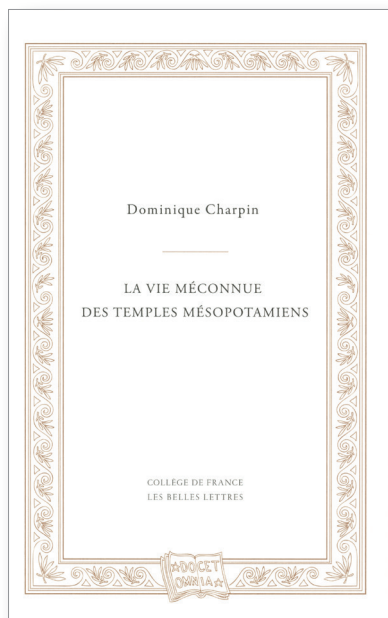 Dominique Charpin
LA VIE MÉCONNUE
DES TEMPLES MÉSOPOTAMIENS
COLLÈGE DE FRANCE
LES BELLES LETTRES
DOCET
OMNIA